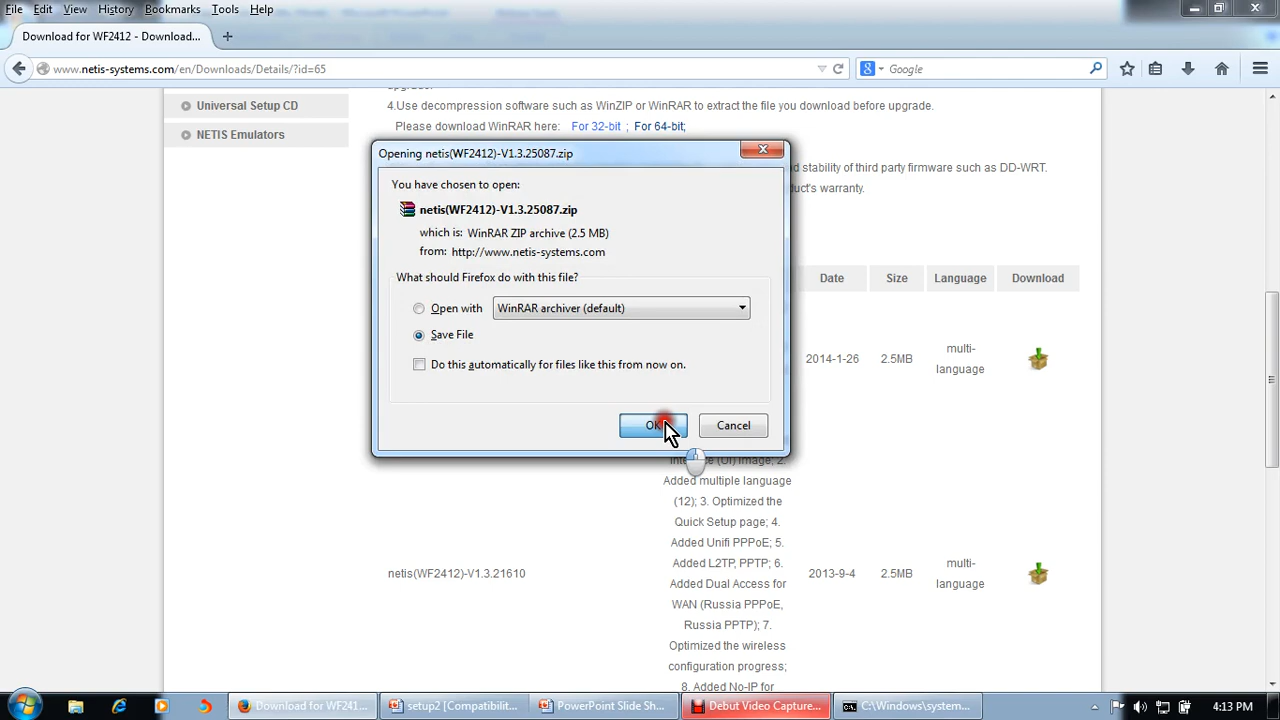 File Edit View History Bookmarks Tools Help
Download for WF2412 - Download...
www.netis-systems.com/en/Downloads/Details/?id=65
Google
Universal Setup CD
NETIS Emulators
4.Use decompression software such as WinZIP or WinRAR to extract the file you download before upgrade.
Please download WinRAR here: For 32-bit ; For 64-bit;
and stability of third party firmware such as DD-WRT.
product's warranty.
Opening netis(WF2412)-V1.3.25087.zip
You have chosen to open:
netis(WF2412)-V1.3.25087.zip
which is: WinRAR ZIP archive (2.5 MB)
from: http://www.netis-systems.com
What should Firefox do with this file?
Open with WinRAR archiver (default)
Save File
Do this automatically for files like this from now on.
OK Cancel
Date Size Language Download
2014-1-26 2.5MB multi-
language
Interface (UI) image; 2.
Added multiple language
(12); 3. Optimized the
Quick Setup page; 4.
Added Unifi PPPoE; 5.
Added L2TP, PPTP; 6.
Added Dual Access for
WAN (Russia PPPoE,
Russia PPTP); 7.
Optimized the wireless
configuration progress;
8. Added No-IP for
netis(WF2412)-V1.3.21610
2013-9-4 2.5MB multi-
language
Download for WF241...
setup2 [Compatibilit...
PowerPoint Slide Sh...
Debut Video Capture...
C:\Windows\system...
4:13 PM